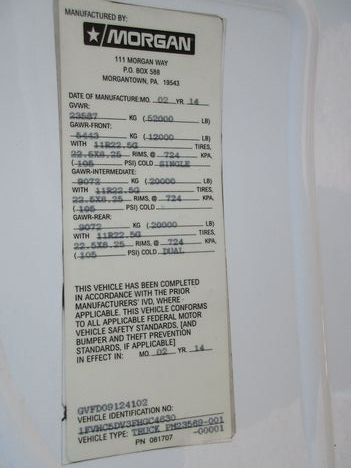 MANUFACTURED BY:
MORGAN
111 MORGAN WAY
P.O. BOX 588
MORGANTOWN, PA. 19543
DATE OF MANUFACTURE: MO. 02 YR 14
GVWR:
23587 KG ( 52000 LB)
GAWR-FRONT:
5443 KG ( 12000 LB)
WITH 11R22.5G TIRES,
22.5X8.25 RIMS, @ 724 KPA,
( 105 PSI) COLD SINGLE
GAWR-INTERMEDIATE:
9072 KG ( 20000 LB)
WITH 11R22.5G TIRES,
22.5X8.25 RIMS, @ 724 KPA,
( 105 PSI) COLD DUAL
GAWR-REAR:
9072 KG ( 20000 LB)
WITH 11R22.5G TIRES,
22.5X8.25 RIMS, @ 724 KPA,
( 105 PSI) COLD DUAL
THIS VEHICLE HAS BEEN COMPLETED
IN ACCORDANCE WITH THE PRIOR
MANUFACTURERS' IVD, WHERE
APPLICABLE. THIS VEHICLE CONFORMS
TO ALL APPLICABLE FEDERAL MOTOR
VEHICLE SAFETY STANDARDS, [AND
BUMPER AND THEFT PREVENTION
STANDARDS, IF APPLICABLE]
IN EFFECT IN: MO. 02 YR. 14
GVFD09124102
VEHICLE IDENTIFICATION NO.:
1FVHC5DV3FHGC4630
VEHICLE TYPE: TRUCK PM23569-001
-00001
PN 061707